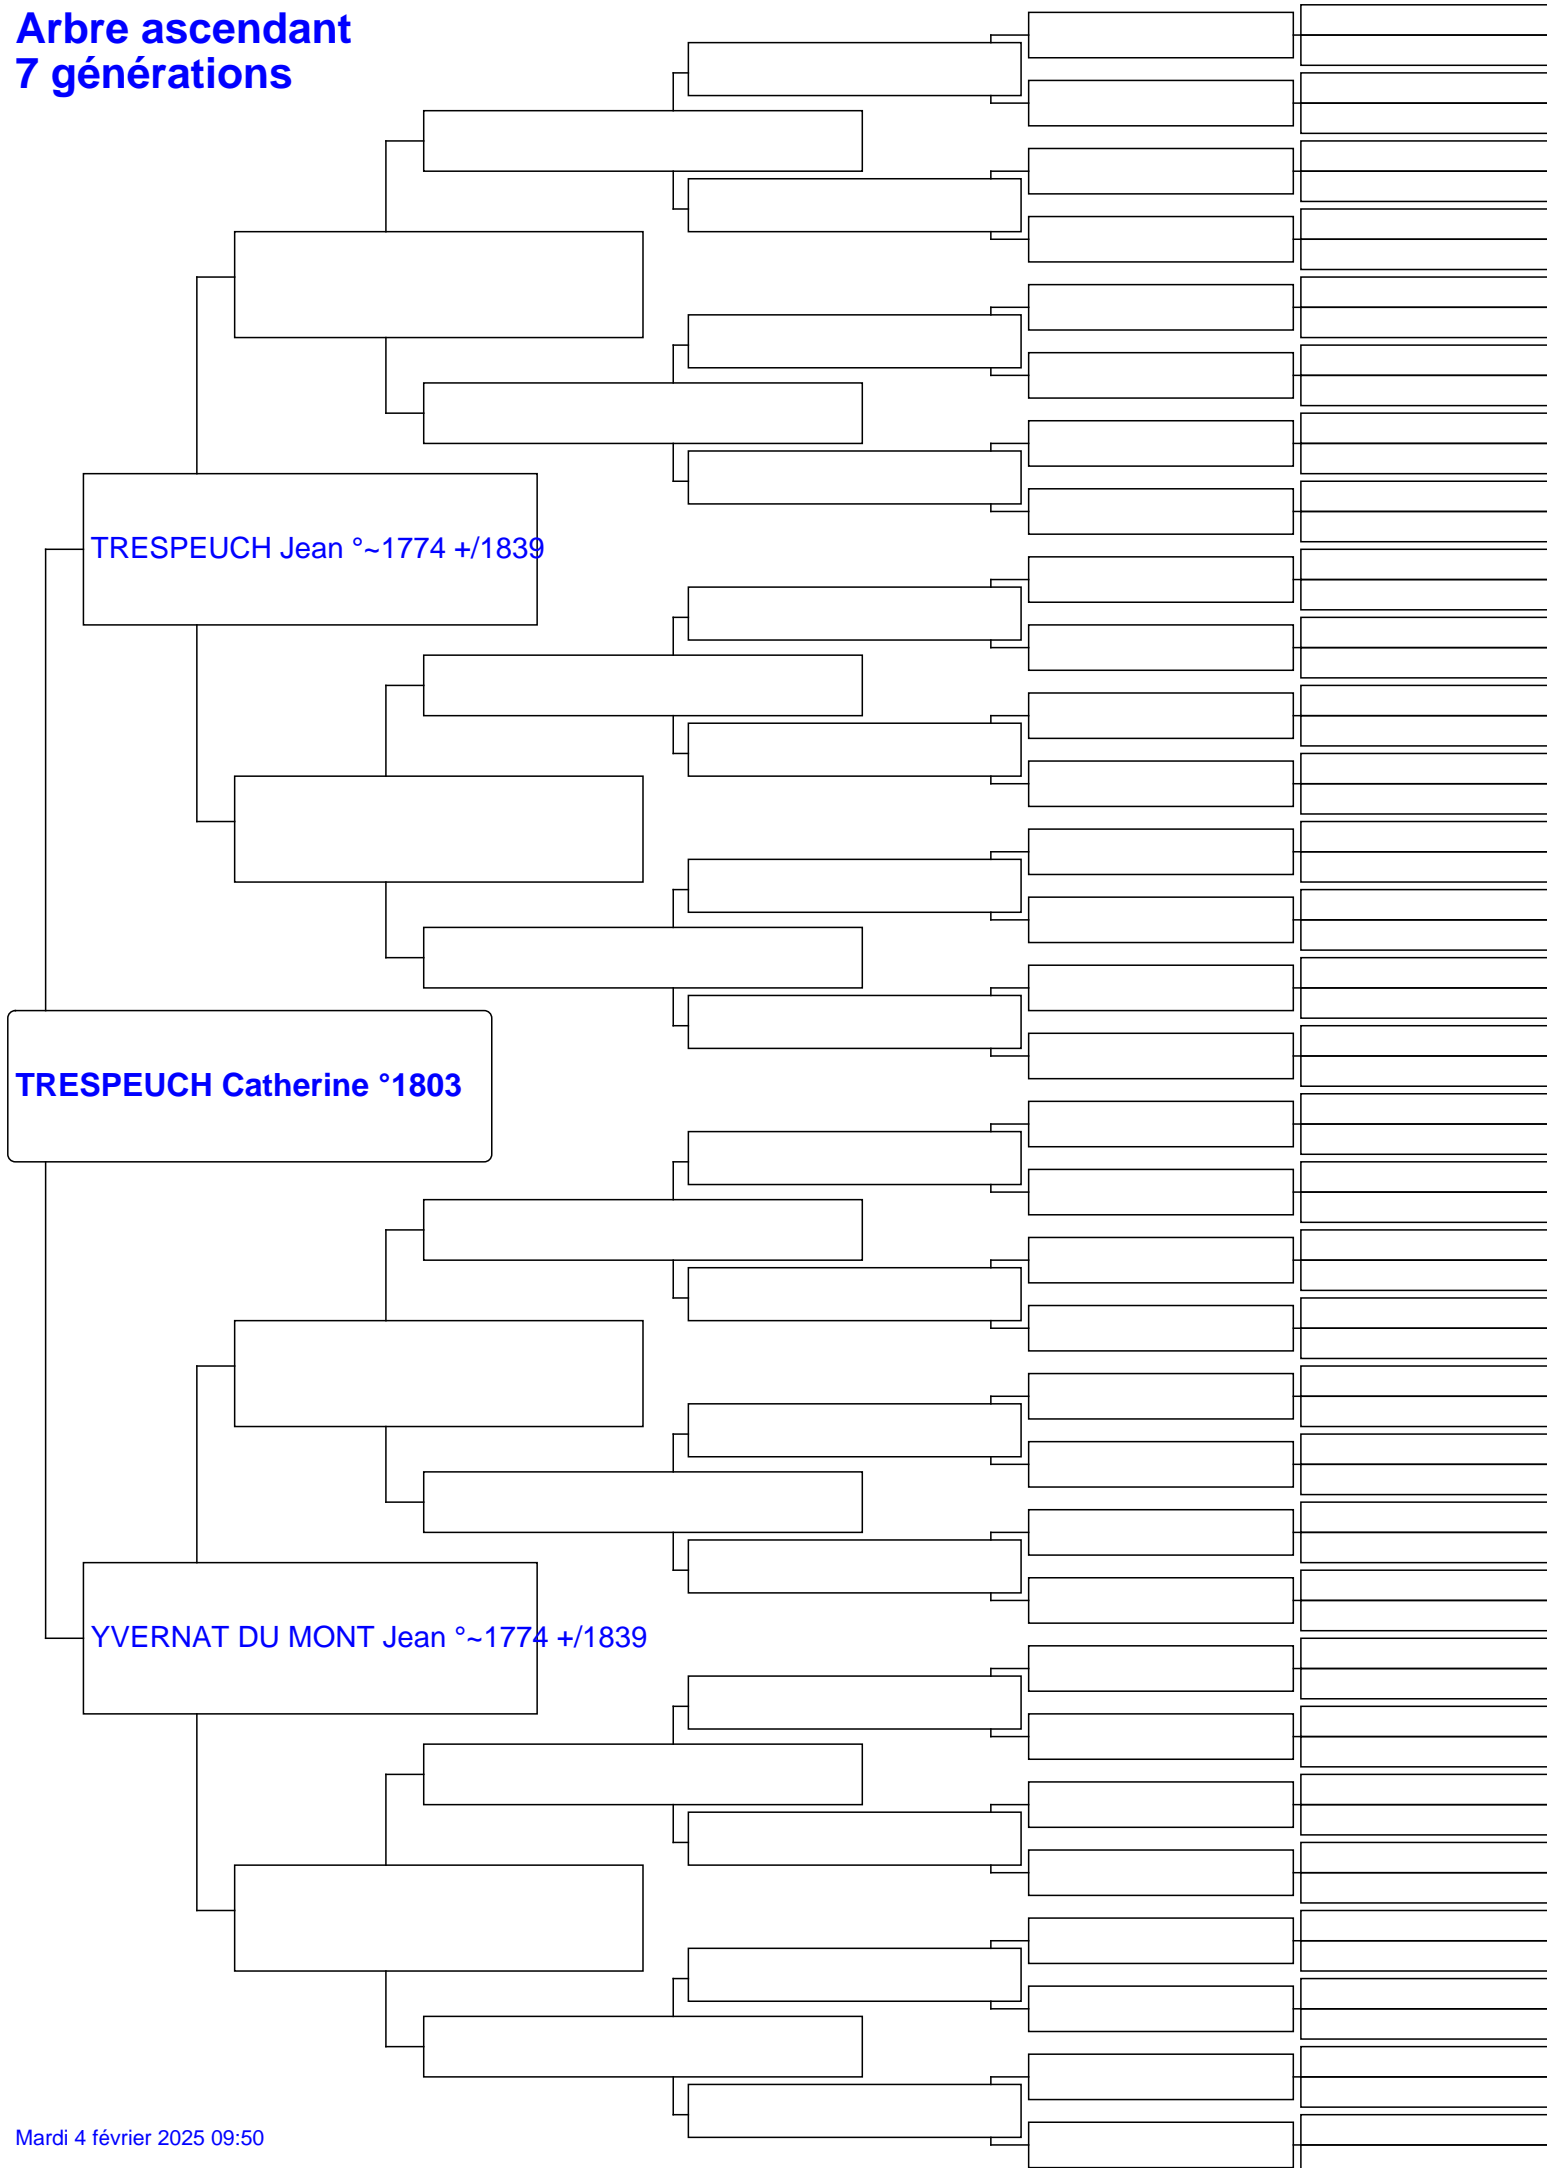 Arbre ascendant
7 générations
TRESPEUCH Jean °~1774 +/1839
TRESPEUCH Catherine °1803
YVERNAT DU MONT Jean °~1774 +/1839
Mardi 4 février 2025 09:50